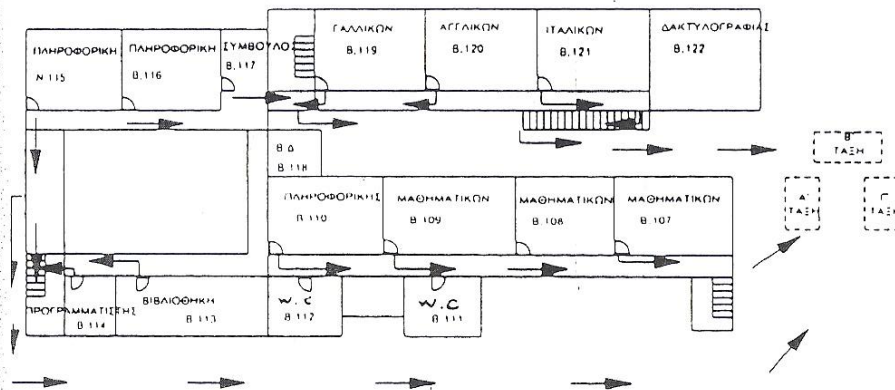 ΓΑΛΛΙΚΩΝ
Β.119
ΑΓΓΛΙΚΩΝ
Β.120
ΙΤΑΛΙΚΩΝ
Β.121
ΔΑΚΤΥΛΟΓΡΑΦΙΑΣ
Β.122
ΠΛΗΡΟΦΟΡΙΚΗ
Ν 115
ΠΛΗΡΟΦΟΡΙΚΗ
Β.116
ΣΥΜΒΟΥΛΟΣ
Β.117
Β Δ
Β 118
Β'
ΤΑΞΗ
Α'
ΤΑΞΗ
Γ'
ΤΑΞΗ
ΠΛΗΡΟΦΟΡΙΚΗΣ
Π 110
ΜΑΘΗΜΑΤΙΚΩΝ
Β 109
ΜΑΘΗΜΑΤΙΚΩΝ
Β.108
ΜΑΘΗΜΑΤΙΚΩΝ
Β.107
ΠΡΟΓΡΑΜΜΑΤΙΣΤΗΣ
Β 114
ΒΙΒΛΙΟΘΗΚΗ
Β 113
W.C
Β 112
W.C
Β 111